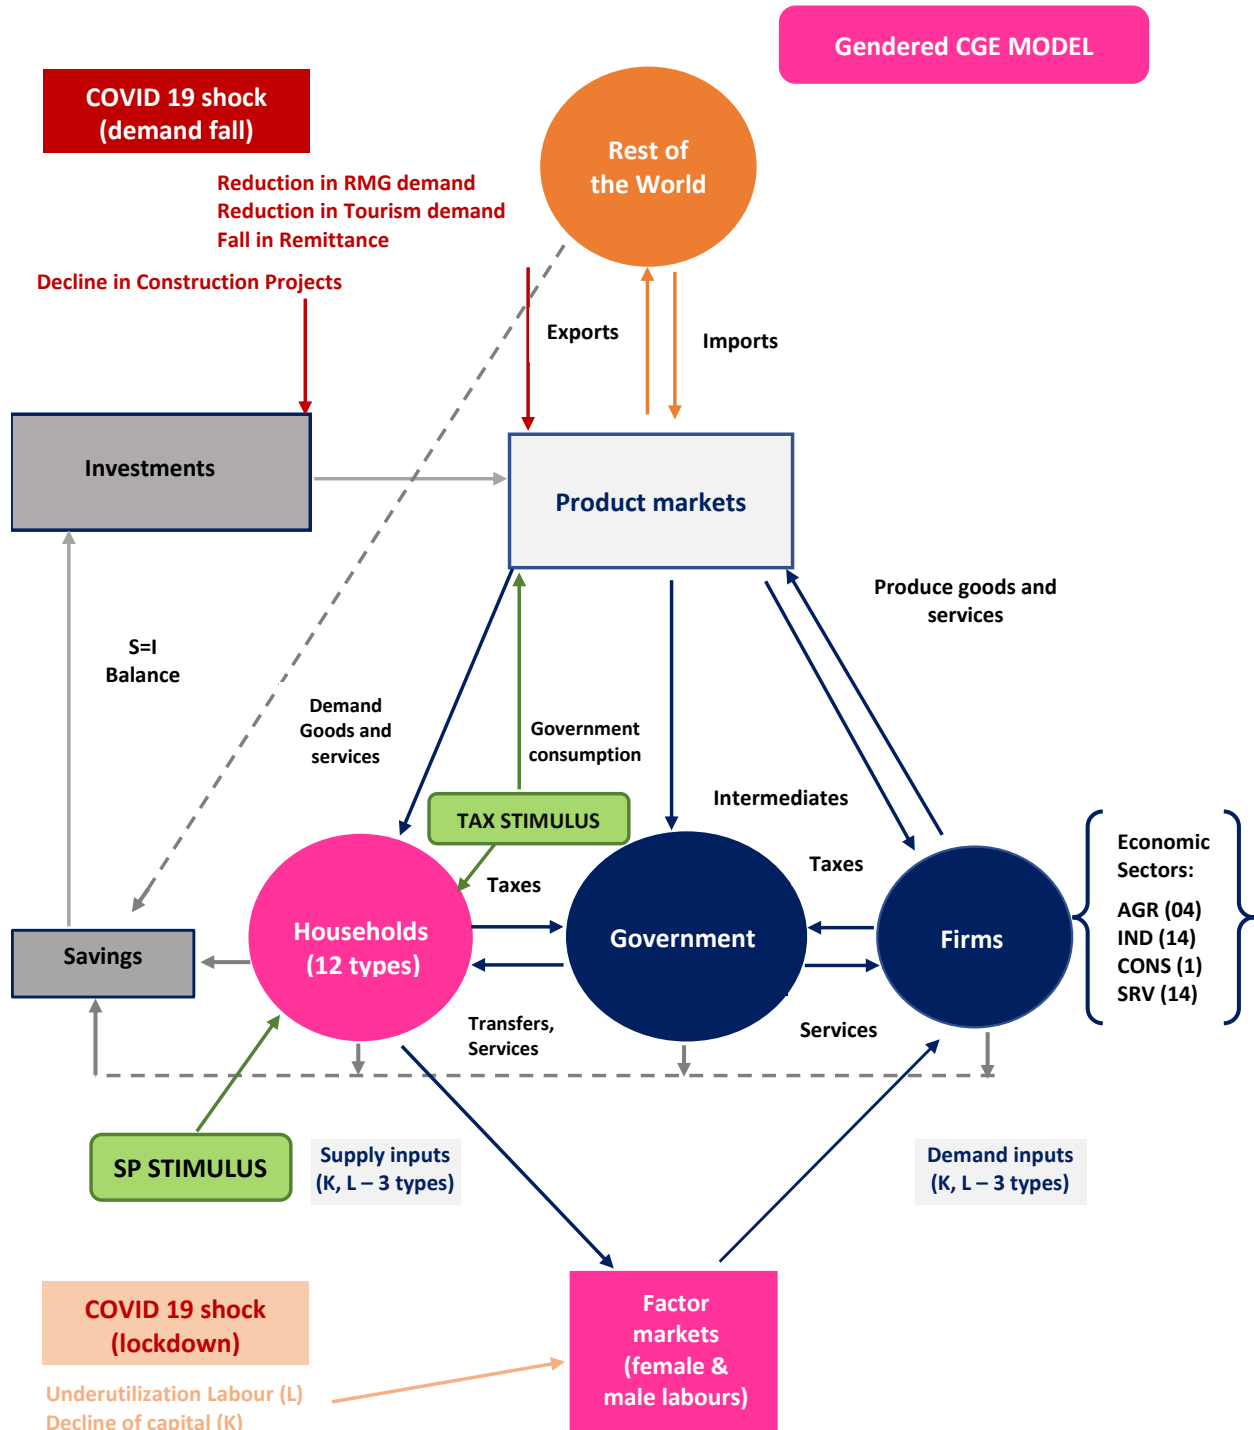 Gendered CGE MODEL
COVID 19 shock
(demand fall)
Rest of
the World
Reduction in RMG demand
Reduction in Tourism demand
Fall in Remittance
Decline in Construction Projects
Exports
Imports
Investments
Product markets
Produce goods and
services
S=I
Balance
Demand
Goods and
services
Government
consumption
Intermediates
TAX STIMULUS
Taxes
Taxes
Economic
Sectors:
AGR (04)
IND (14)
CONS (1)
SRV (14)
Households
(12 types)
Government
Firms
Savings
Transfers,
Services
Services
SP STIMULUS
Supply inputs
(K, L – 3 types)
Demand inputs
(K, L – 3 types)
COVID 19 shock
(lockdown)
Factor
markets
(female &
male labours)
Underutilization Labour (L)
Decline of capital (K)